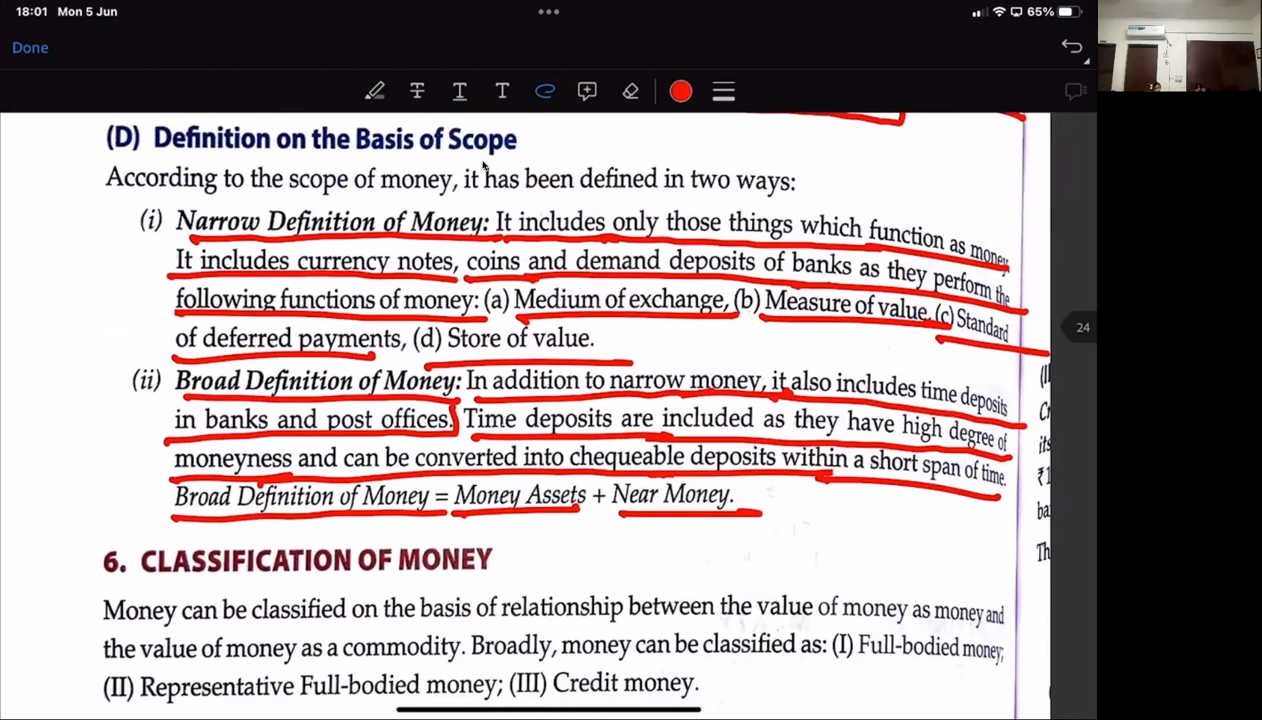 18:01 Mon 5 Jun
65%
Done
(D) Definition on the Basis of Scope
According to the scope of money, it has been defined in two ways:
(i) Narrow Definition of Money: It includes only those things which function as money.
It includes currency notes, coins and demand deposits of banks as they perform the
following functions of money: (a) Medium of exchange, (b) Measure of value, (c) Standard
of deferred payments, (d) Store of value.
(ii) Broad Definition of Money: In addition to narrow money, it also includes time deposits
in banks and post offices. Time deposits are included as they have high degree of
moneyness and can be converted into chequeable deposits within a short span of time.
Broad Definition of Money = Money Assets + Near Money.
6. CLASSIFICATION OF MONEY
Money can be classified on the basis of relationship between the value of money as money and
the value of money as a commodity. Broadly, money can be classified as: (I) Full-bodied money;
(II) Representative Full-bodied money; (III) Credit money.
24
its
₹1
Th